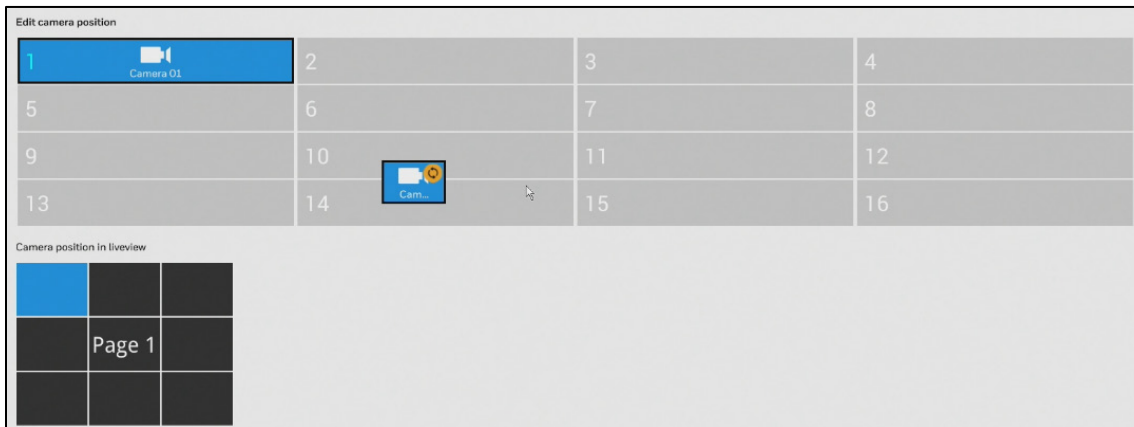 Edit camera position
1 Camera 01 2 3 4
5 6 7 8
9 10 11 12
Cam...
13 14 15 16
Camera position in liveview
Page 1